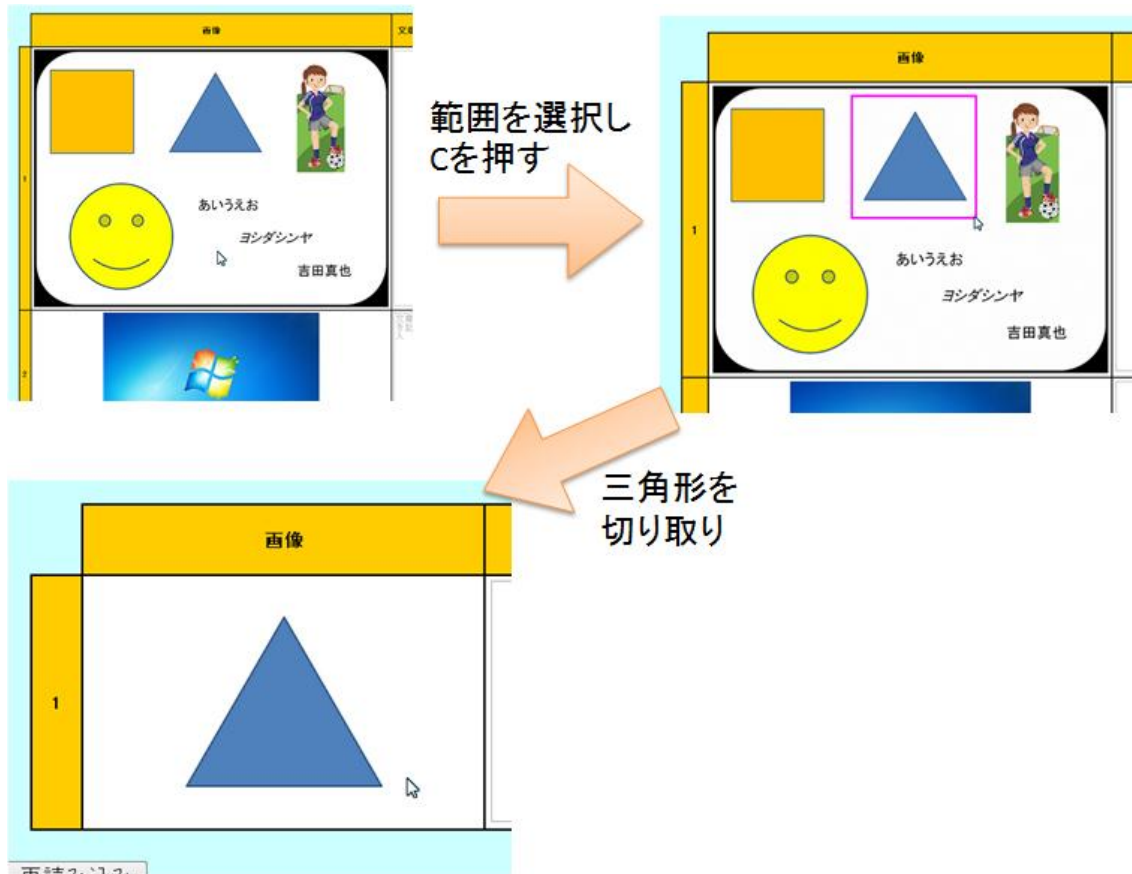 画像
1
あいうえお
ヨシダシンヤ
吉田真也
2
範囲を選択し
Cを押す
画像
1
あいうえお
ヨシダシンヤ
吉田真也
三角形を
切り取り
画像
1